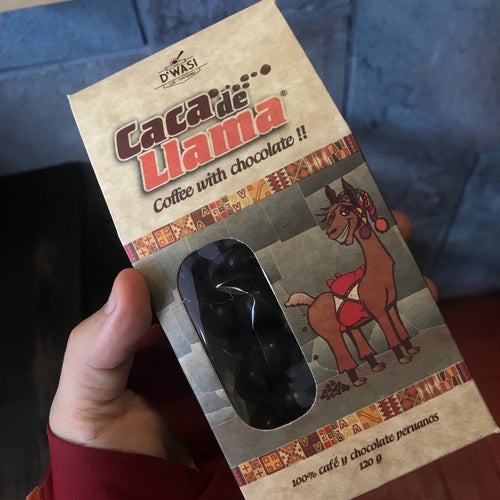 D'WASI
Caca de
Llama®
Coffee with chocolate !!
100% café y chocolate peruanos
120 g